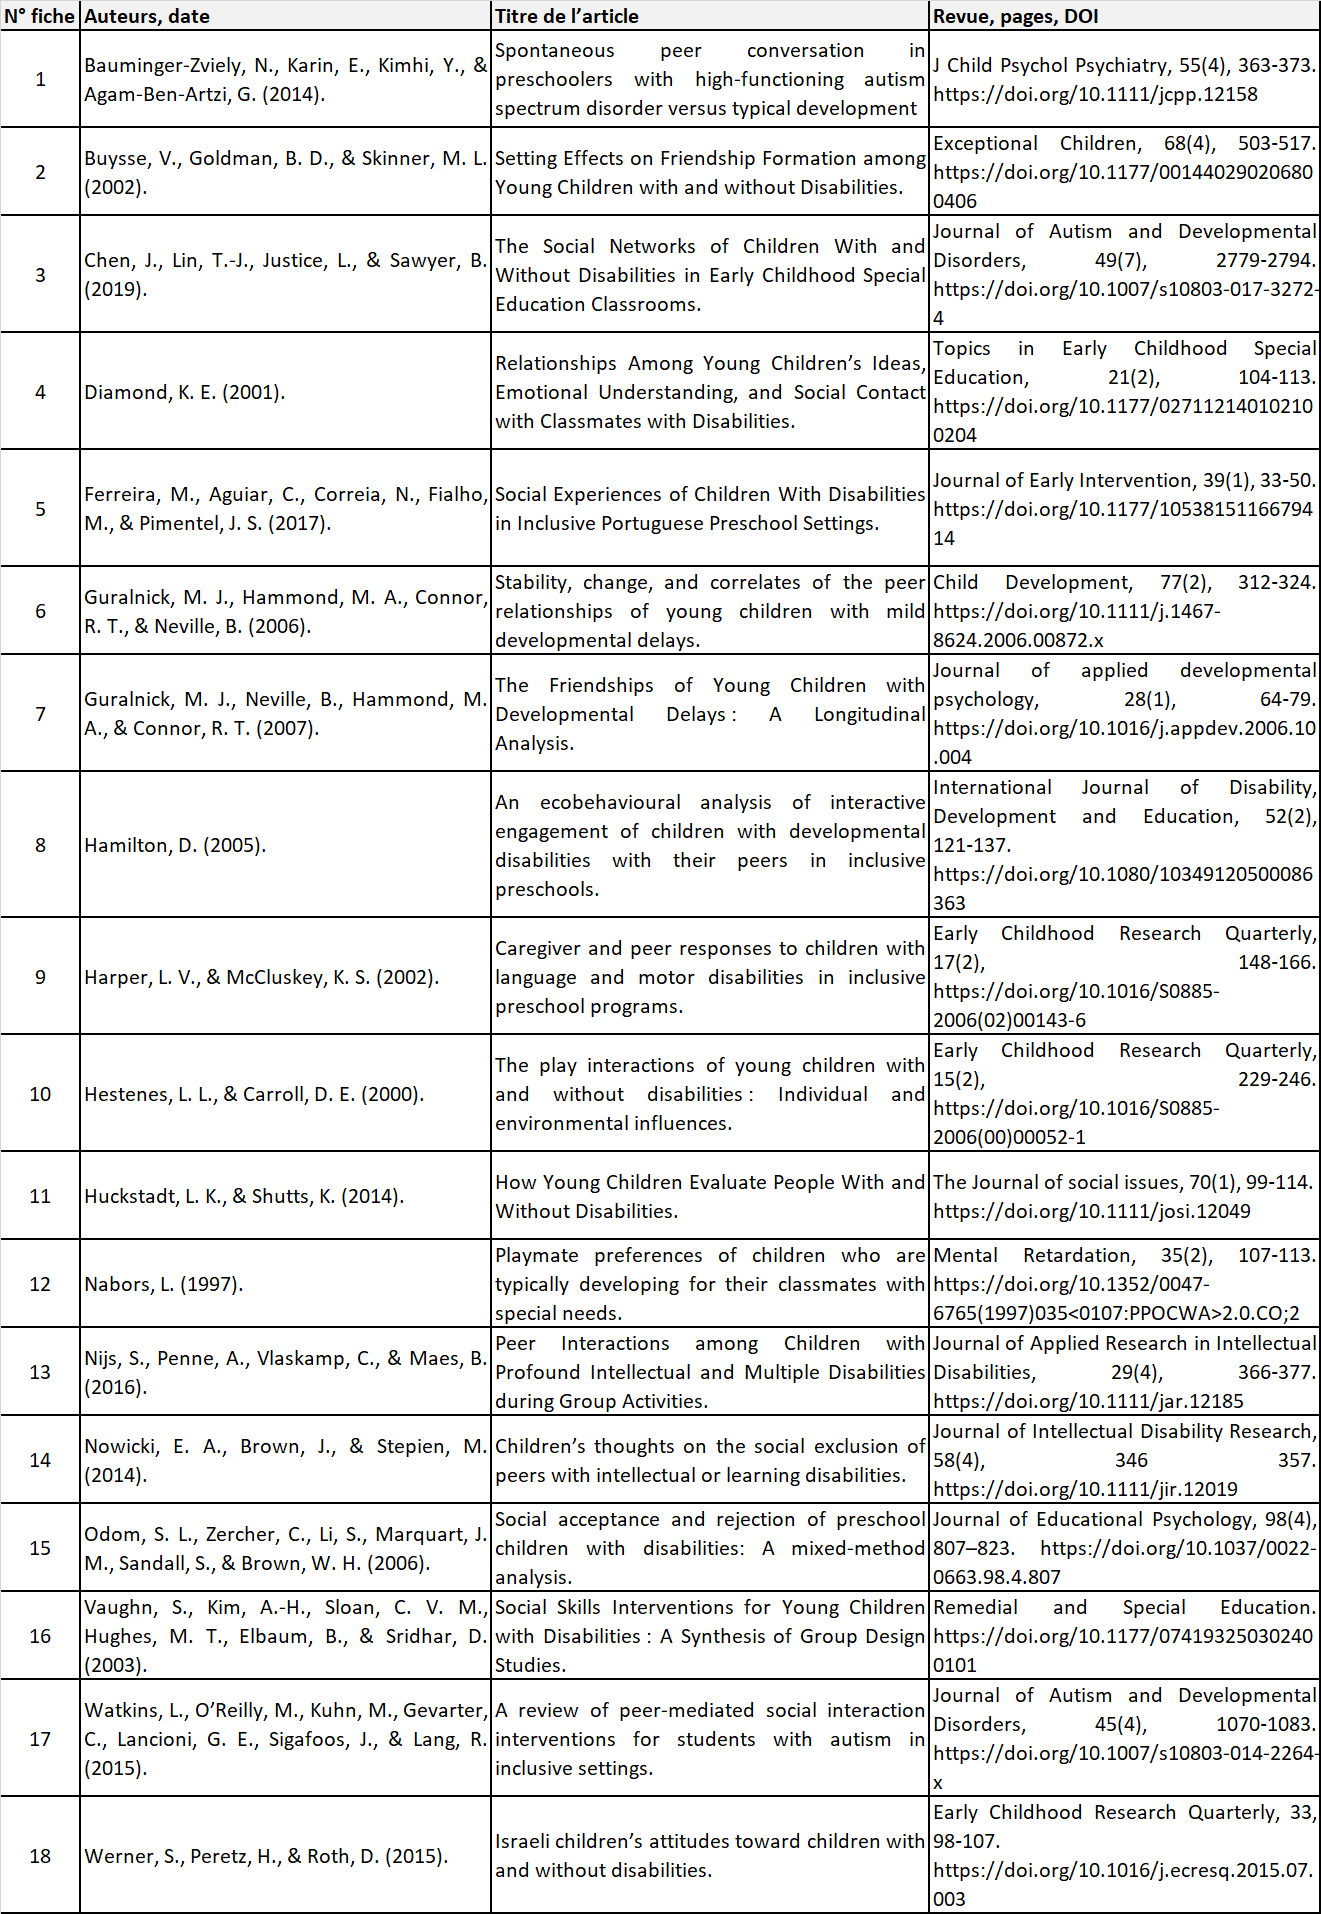 N° fiche Auteurs, date Titre de l'article Revue, pages, DOI
1
Bauminger-Zviely, N., Karin, E., Kimhi, Y., &
Agam-Ben-Artzi, G. (2014).
Spontaneous peer conversation in
preschoolers with high-functioning autism
spectrum disorder versus typical development
J Child Psychol Psychiatry, 55(4), 363-373.
https://doi.org/10.1111/jcpp.12158
2
Buysse, V., Goldman, B. D., & Skinner, M. L.
(2002).
Setting Effects on Friendship Formation among
Young Children with and without Disabilities.
Exceptional Children, 68(4), 503-517.
https://doi.org/10.1177/00144029020680
0406
3
Chen, J., Lin, T.-J., Justice, L., & Sawyer, B.
(2019).
The Social Networks of Children With and
Without Disabilities in Early Childhood Special
Education Classrooms.
Journal of Autism and Developmental
Disorders, 49(7), 2779-2794.
https://doi.org/10.1007/s10803-017-3272-
4
4
Diamond, K. E. (2001).
Relationships Among Young Children’s Ideas,
Emotional Understanding, and Social Contact
with Classmates with Disabilities.
Topics in Early Childhood Special
Education, 21(2), 104-113.
https://doi.org/10.1177/02711214010210
0204
5
Ferreira, M., Aguiar, C., Correia, N., Fialho,
M., & Pimentel, J. S. (2017).
Social Experiences of Children With Disabilities
in Inclusive Portuguese Preschool Settings.
Journal of Early Intervention, 39(1), 33-50.
https://doi.org/10.1177/10538151166794
14
6
Guralnick, M. J., Hammond, M. A., Connor,
R. T., & Neville, B. (2006).
Stability, change, and correlates of the peer
relationships of young children with mild
developmental delays.
Child Development, 77(2), 312-324.
https://doi.org/10.1111/j.1467-
8624.2006.00872.x
7
Guralnick, M. J., Neville, B., Hammond, M.
A., & Connor, R. T. (2007).
The Friendships of Young Children with
Developmental Delays : A Longitudinal
Analysis.
Journal of applied developmental
psychology, 28(1), 64-79.
https://doi.org/10.1016/j.appdev.2006.10
.004
8
Hamilton, D. (2005).
An ecobehavioural analysis of interactive
engagement of children with developmental
disabilities with their peers in inclusive
preschools.
International Journal of Disability,
Development and Education, 52(2),
121-137.
https://doi.org/10.1080/10349120500086
363
9
Harper, L. V., & McCluskey, K. S. (2002).
Caregiver and peer responses to children with
language and motor disabilities in inclusive
preschool programs.
Early Childhood Research Quarterly,
17(2), 148-166.
https://doi.org/10.1016/S0885-
2006(02)00143-6
10
Hestenes, L. L., & Carroll, D. E. (2000).
The play interactions of young children with
and without disabilities : Individual and
environmental influences.
Early Childhood Research Quarterly,
15(2), 229-246.
https://doi.org/10.1016/S0885-
2006(00)00052-1
11
Huckstadt, L. K., & Shutts, K. (2014).
How Young Children Evaluate People With and
Without Disabilities.
The Journal of social issues, 70(1), 99-114.
https://doi.org/10.1111/josi.12049
12
Nabors, L. (1997).
Playmate preferences of children who are
typically developing for their classmates with
special needs.
Mental Retardation, 35(2), 107-113.
https://doi.org/10.1352/0047-
6765(1997)035<0107:PPOCWA>2.0.CO;2
13
Nijs, S., Penne, A., Vlaskamp, C., & Maes, B.
(2016).
Peer Interactions among Children with
Profound Intellectual and Multiple Disabilities
during Group Activities.
Journal of Applied Research in Intellectual
Disabilities, 29(4), 366-377.
https://doi.org/10.1111/jar.12185
14
Nowicki, E. A., Brown, J., & Stepien, M.
(2014).
Children’s thoughts on the social exclusion of
peers with intellectual or learning disabilities.
Journal of Intellectual Disability Research,
58(4), 346 357.
https://doi.org/10.1111/jir.12019
15
Odom, S. L., Zercher, C., Li, S., Marquart, J.
M., Sandall, S., & Brown, W. H. (2006).
Social acceptance and rejection of preschool
children with disabilities: A mixed-method
analysis.
Journal of Educational Psychology, 98(4),
807–823. https://doi.org/10.1037/0022-
0663.98.4.807
16
Vaughn, S., Kim, A.-H., Sloan, C. V. M.,
Hughes, M. T., Elbaum, B., & Sridhar, D.
(2003).
Social Skills Interventions for Young Children
with Disabilities : A Synthesis of Group Design
Studies.
Remedial and Special Education.
https://doi.org/10.1177/07419325030240
0101
17
Watkins, L., O’Reilly, M., Kuhn, M., Gevarter,
C., Lancioni, G. E., Sigafoos, J., & Lang, R.
(2015).
A review of peer-mediated social interaction
interventions for students with autism in
inclusive settings.
Journal of Autism and Developmental
Disorders, 45(4), 1070-1083.
https://doi.org/10.1007/s10803-014-2264-
x
18
Werner, S., Peretz, H., & Roth, D. (2015).
Israeli children’s attitudes toward children with
and without disabilities.
Early Childhood Research Quarterly, 33,
98-107.
https://doi.org/10.1016/j.ecresq.2015.07.
003